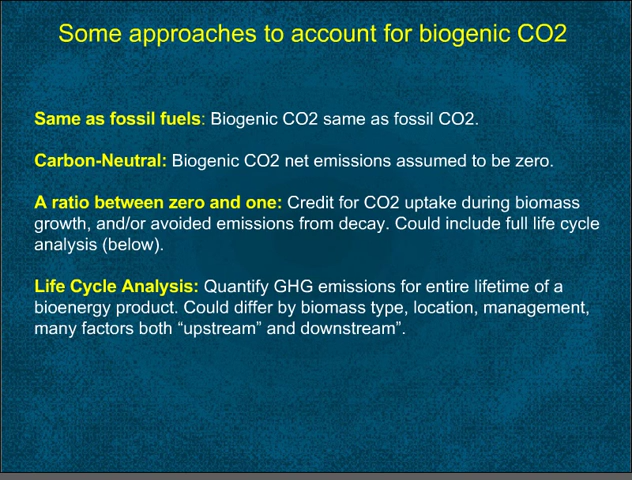 Some approaches to account for biogenic CO2
Same as fossil fuels: Biogenic CO2 same as fossil CO2.
Carbon-Neutral: Biogenic CO2 net emissions assumed to be zero.
A ratio between zero and one: Credit for CO2 uptake during biomass
growth, and/or avoided emissions from decay. Could include full life cycle
analysis (below).
Life Cycle Analysis: Quantify GHG emissions for entire lifetime of a
bioenergy product. Could differ by biomass type, location, management,
many factors both “upstream” and downstream”.